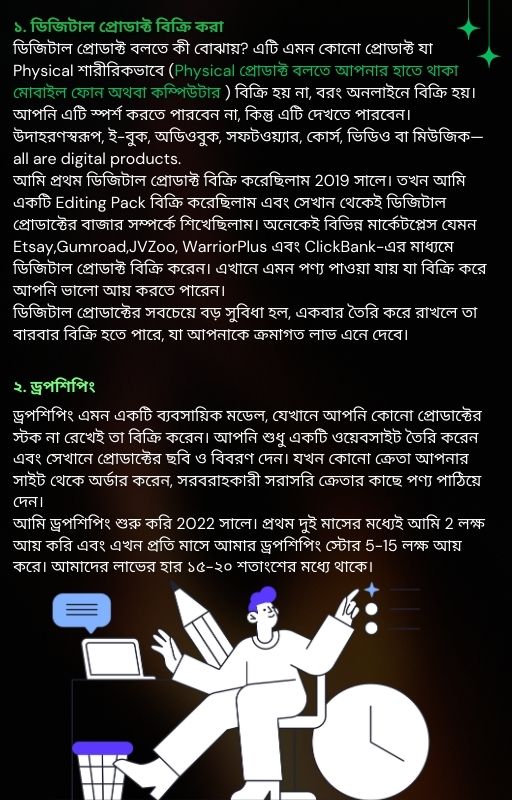 ১. ডিজিটাল প্রোডাক্ট বিক্রি করা
ডিজিটাল প্রোডাক্ট বলতে কী বোঝায়? এটি এমন কোনো প্রোডাক্ট যা
Physical শারীরিকভাবে (Physical প্রোডাক্ট বলতে আপনার হাতে থাকা
মোবাইল ফোন অথবা কম্পিউটার ) বিক্রি হয় না, বরং অনলাইনে বিক্রি হয়।
আপনি এটি স্পর্শ করতে পারবেন না, কিন্তু এটি দেখতে পারবেন।
উদাহরণস্বরূপ, ই-বুক, অডিওবুক, সফটওয়্যার, কোর্স, ভিডিও বা মিউজিক—
all are digital products.
আমি প্রথম ডিজিটাল প্রোডাক্ট বিক্রি করেছিলাম 2019 সালে। তখন আমি
একটি Editing Pack বিক্রি করেছিলাম এবং সেখান থেকেই ডিজিটাল
প্রোডাক্টের বাজার সম্পর্কে শিখেছিলাম। অনেকেই বিভিন্ন মার্কেটপ্লেস যেমন
Etsay,Gumroad,JVZoo, WarriorPlus এবং ClickBank-এর মাধ্যমে
ডিজিটাল প্রোডাক্ট বিক্রি করেন। এখানে এমন পণ্য পাওয়া যায় যা বিক্রি করে
আপনি ভালো আয় করতে পারেন।
ডিজিটাল প্রোডাক্টের সবচেয়ে বড় সুবিধা হল, একবার তৈরি করে রাখলে তা
বারবার বিক্রি হতে পারে, যা আপনাকে ক্রমাগত লাভ এনে দেবে।
২. ড্রপশিপিং
ড্রপশিপিং এমন একটি ব্যবসায়িক মডেল, যেখানে আপনি কোনো প্রোডাক্টের
স্টক না রেখেই তা বিক্রি করেন। আপনি শুধু একটি ওয়েবসাইট তৈরি করেন
এবং সেখানে প্রোডাক্টের ছবি ও বিবরণ দেন। যখন কোনো ক্রেতা আপনার
সাইট থেকে অর্ডার করেন, সরবরাহকারী সরাসরি ক্রেতার কাছে পণ্য পাঠিয়ে
দেন।
আমি ড্রপশিপিং শুরু করি 2022 সালে। প্রথম দুই মাসের মধ্যেই আমি 2 লক্ষ
আয় করি এবং এখন প্রতি মাসে আমার ড্রপশিপিং স্টোর 5-15 লক্ষ আয়
করে। আমাদের লাভের হার ১৫-২০ শতাংশের মধ্যে থাকে।